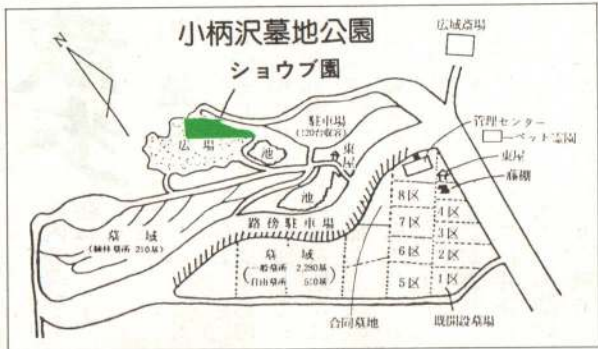 小柄沢墓地公園
ショウブ園
N
広域斎場
駐車場
(120台収容)
管理センター
ペット霊園
東屋
東屋
藤棚
広場
池
池
路傍駐車場
墓域
(緑林墓所 210基)
墓域
一般墓所 2,280基
自由墓所 500基
8区
7区
6区
5区
4区
3区
2区
1区
合同墓地
既開設墓場